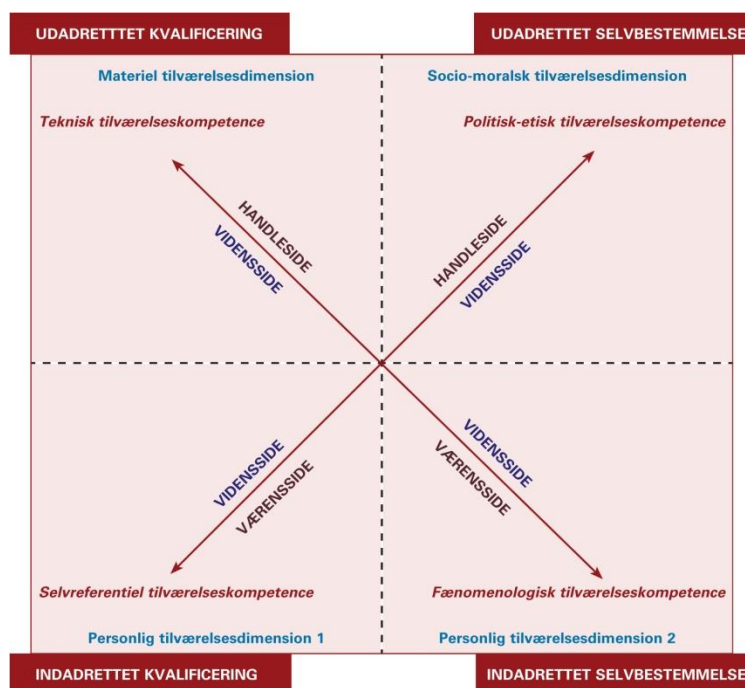 UDADRETTTET KVALIFICERING
UDADRETTET SELVBESTEMMELSE
Materiel tilværelsesdimension
Socio-moralsk tilværelsesdimension
Teknisk tilværelseskompetence
Politisk-etisk tilværelseskompetence
HANDLESIDE
VIDENSSIDE
HANDLESIDE
VIDENSSIDE
VIDENSSIDE
VÆRENSSIDE
VIDENSSIDE
VÆRENSSIDE
Selvreferentiel tilværelseskompetence
Fænomenologisk tilværelseskompetence
Personlig tilværelsesdimension 1
Personlig tilværelsesdimension 2
INDADRETTET KVALIFICERING
INDADRETTET SELVBESTEMMELSE